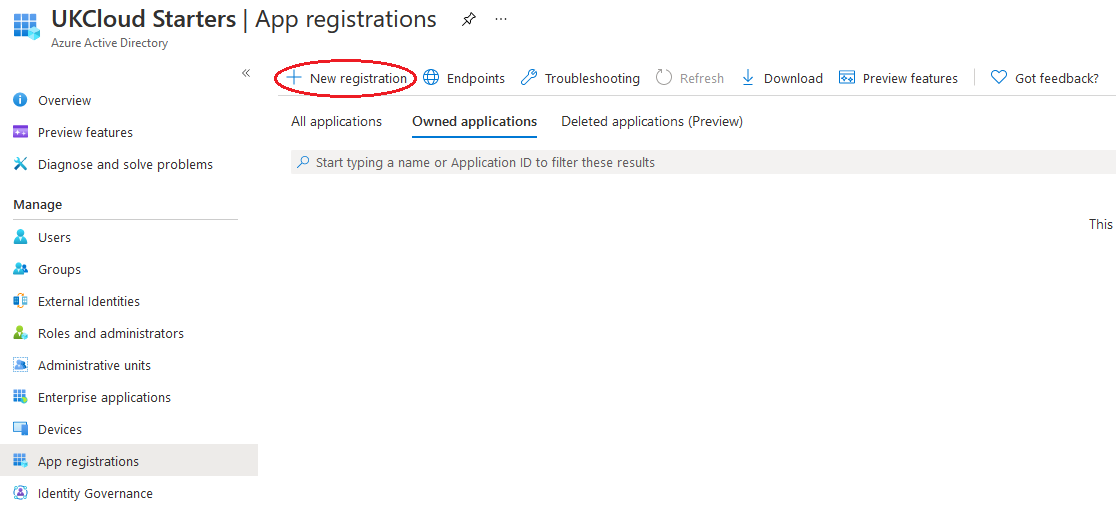 UKCloud Starters | App registrations
Azure Active Directory
New registration Endpoints Troubleshooting Refresh Download Preview features Got feedback?
All applications Owned applications Deleted applications (Preview)
Start typing a name or Application ID to filter these results
This
Overview
Preview features
Diagnose and solve problems
Manage
Users
Groups
External Identities
Roles and administrators
Administrative units
Enterprise applications
Devices
App registrations
Identity Governance